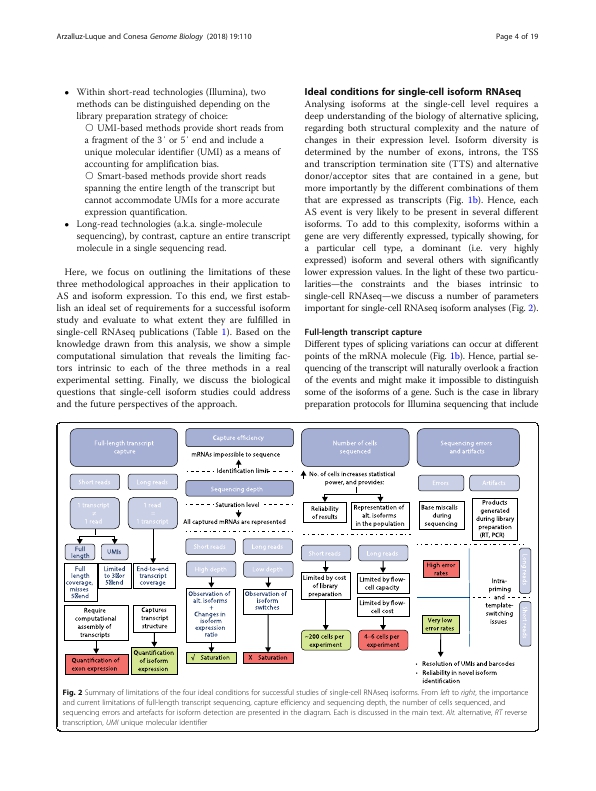 Arzalluz-Luque and Conesa Genome Biology (2018) 19:110
Page 4 of 19
• Within short-read technologies (Illumina), two
methods can be distinguished depending on the
library preparation strategy of choice:
○ UMI-based methods provide short reads from
a fragment of the 3′ or 5′ end and include a
unique molecular identifier (UMI) as a means of
accounting for amplification bias.
○ Smart-based methods provide short reads
spanning the entire length of the transcript but
cannot accommodate UMIs for a more accurate
expression quantification.
• Long-read technologies (a.k.a. single-molecule
sequencing), by contrast, capture an entire transcript
molecule in a single sequencing read.
Here, we focus on outlining the limitations of these
three methodological approaches in their application to
AS and isoform expression. To this end, we first estab-
lish an ideal set of requirements for a successful isoform
study and evaluate to what extent they are fulfilled in
single-cell RNAseq publications (Table 1). Based on the
knowledge drawn from this analysis, we show a simple
computational simulation that reveals the limiting fac-
tors intrinsic to each of the three methods in a real
experimental setting. Finally, we discuss the biological
questions that single-cell isoform studies could address
and the future perspectives of the approach.
Ideal conditions for single-cell isoform RNAseq
Analysing isoforms at the single-cell level requires a
deep understanding of the biology of alternative splicing,
regarding both structural complexity and the nature of
changes in their expression level. Isoform diversity is
determined by the number of exons, introns, the TSS
and transcription termination site (TTS) and alternative
donor/acceptor sites that are contained in a gene, but
more importantly by the different combinations of them
that are expressed as transcripts (Fig. 1b). Hence, each
AS event is very likely to be present in several different
isoforms. To add to this complexity, isoforms within a
gene are very differently expressed, typically showing, for
a particular cell type, a dominant (i.e. very highly
expressed) isoform and several others with significantly
lower expression values. In the light of these two particu-
larities—the constraints and the biases intrinsic to
single-cell RNAseq—we discuss a number of parameters
important for single-cell RNAseq isoform analyses (Fig. 2).
Full-length transcript capture
Different types of splicing variations can occur at different
points of the mRNA molecule (Fig. 1b). Hence, partial se-
quencing of the transcript will naturally overlook a fraction
of the events and might make it impossible to distinguish
some of the isoforms of a gene. Such is the case in library
preparation protocols for Illumina sequencing that include
Full-length transcript
capture
Short reads
Long reads
1 transcript
≠
1 read
1 read
=
1 transcript
Full
length
UMIs
Full
length
coverage,
misses
5'end
Limited
to 3'or
5'end
End-to-end
transcript
coverage
Require
computational
assembly of
transcripts
Captures
transcript
structure
Quantification of
exon expression
Quantification
of isoform
expression
Capture efficiency
mRNAs impossible to sequence
Identification limit
Sequencing depth
Saturation level
All captured mRNAs are represented
Short reads
Long reads
High depth
Low depth
Observation of
alt. isoforms
+
Changes in
isoform
expression
ratio
Observation of
isoform
switches
√ Saturation
X Saturation
Number of cells
sequenced
No. of cells increases statistical
power, and provides:
Reliability
of results
Representation of
alt. isoforms
in the population
Short reads
Long reads
Limited by cost
of library
preparation
Limited by flow-
cell capacity
Limited by flow-
cell cost
~200 cells per
experiment
4-6 cells per
experiment
Sequencing errors
and artifacts
Errors
Artifacts
Base miscalls
during
sequencing
Products
generated
during library
preparation
(RT, PCR)
High error
rates
Very low
error rates
Intra-
priming
and
template-
switching
issues
• Resolution of UMIs and barcodes
• Reliability in novel isoform
identification
Fig. 2 Summary of limitations of the four ideal conditions for successful studies of single-cell RNAseq isoforms. From left to right, the importance
and current limitations of full-length transcript sequencing, capture efficiency and sequencing depth, the number of cells sequenced, and
sequencing errors and artefacts for isoform detection are presented in the diagram. Each is discussed in the main text. Alt. alternative, RT reverse
transcription, UMI unique molecular identifier